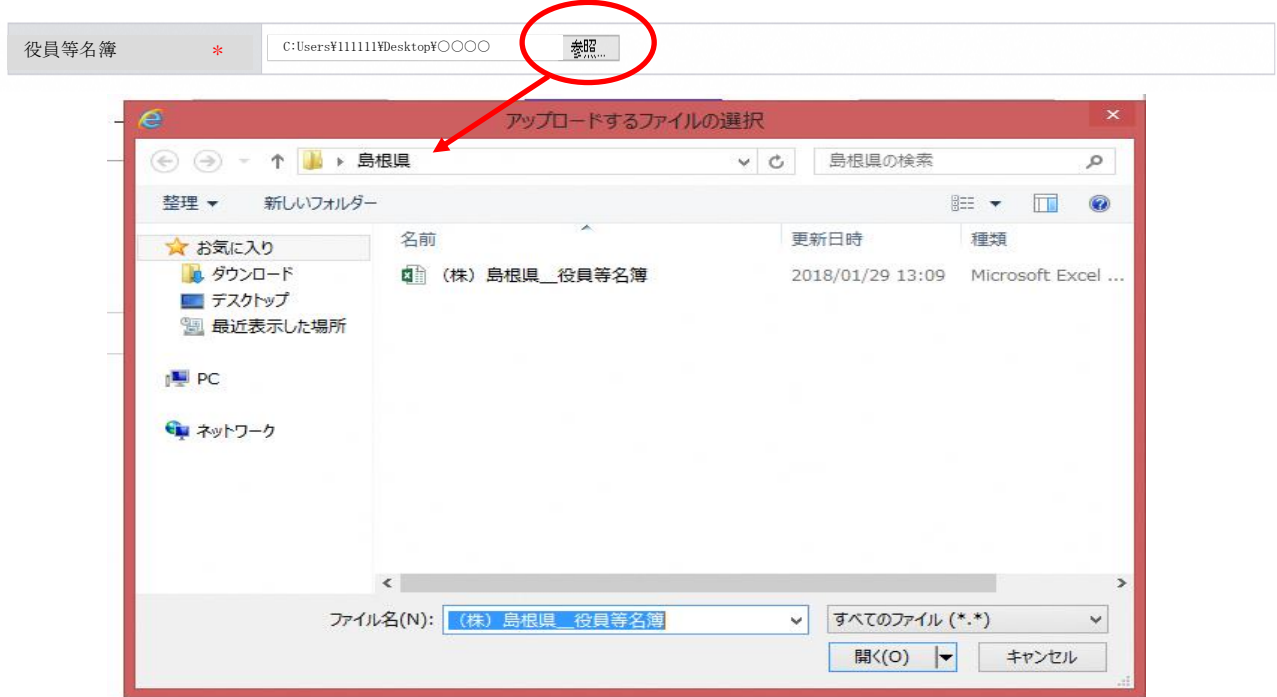 役員等名簿 * C:Users¥111111¥Desktop¥〇〇〇〇 参照...
アップロードするファイルの選択 ×
島根県 島根県の検索
整理 新しいフォルダー
お気に入り
ダウンロード
デスクトップ
最近表示した場所
PC
ネットワーク
名前 更新日時 種類
（株）島根県__役員等名簿 2018/01/29 13:09 Microsoft Excel ...
ファイル名(N): （株）島根県__役員等名簿 すべてのファイル (*.*)
開く(O) キャンセル